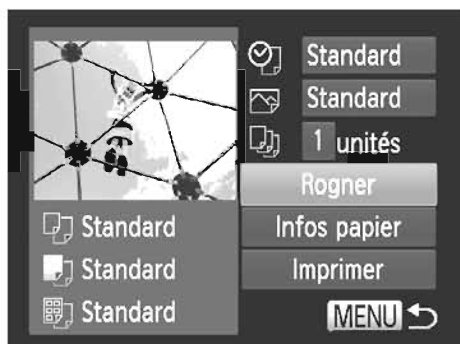 Standard
Standard
1 unités
Rogner
Infos papier
Imprimer
Standard
Standard
Standard
MENU